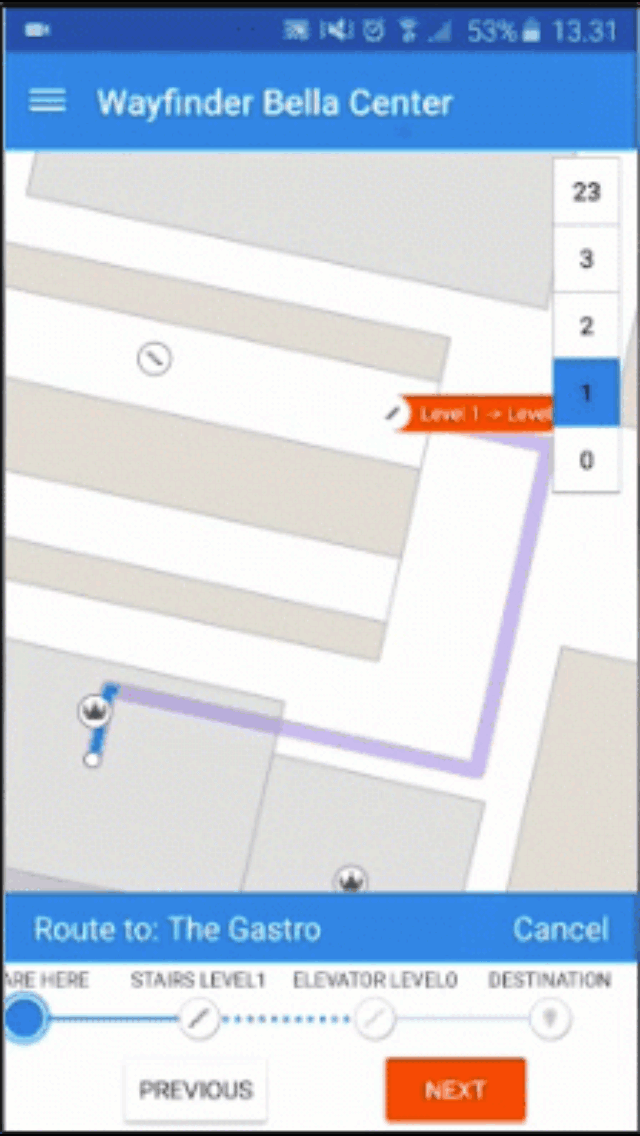 53% 13.31
Wayfinder Bella Center
23
3
2
1
Level 1 -> Level
0
Route to: The Gastro Cancel
ARE HERE STAIRS LEVEL1 ELEVATOR LEVEL0 DESTINATION
PREVIOUS NEXT